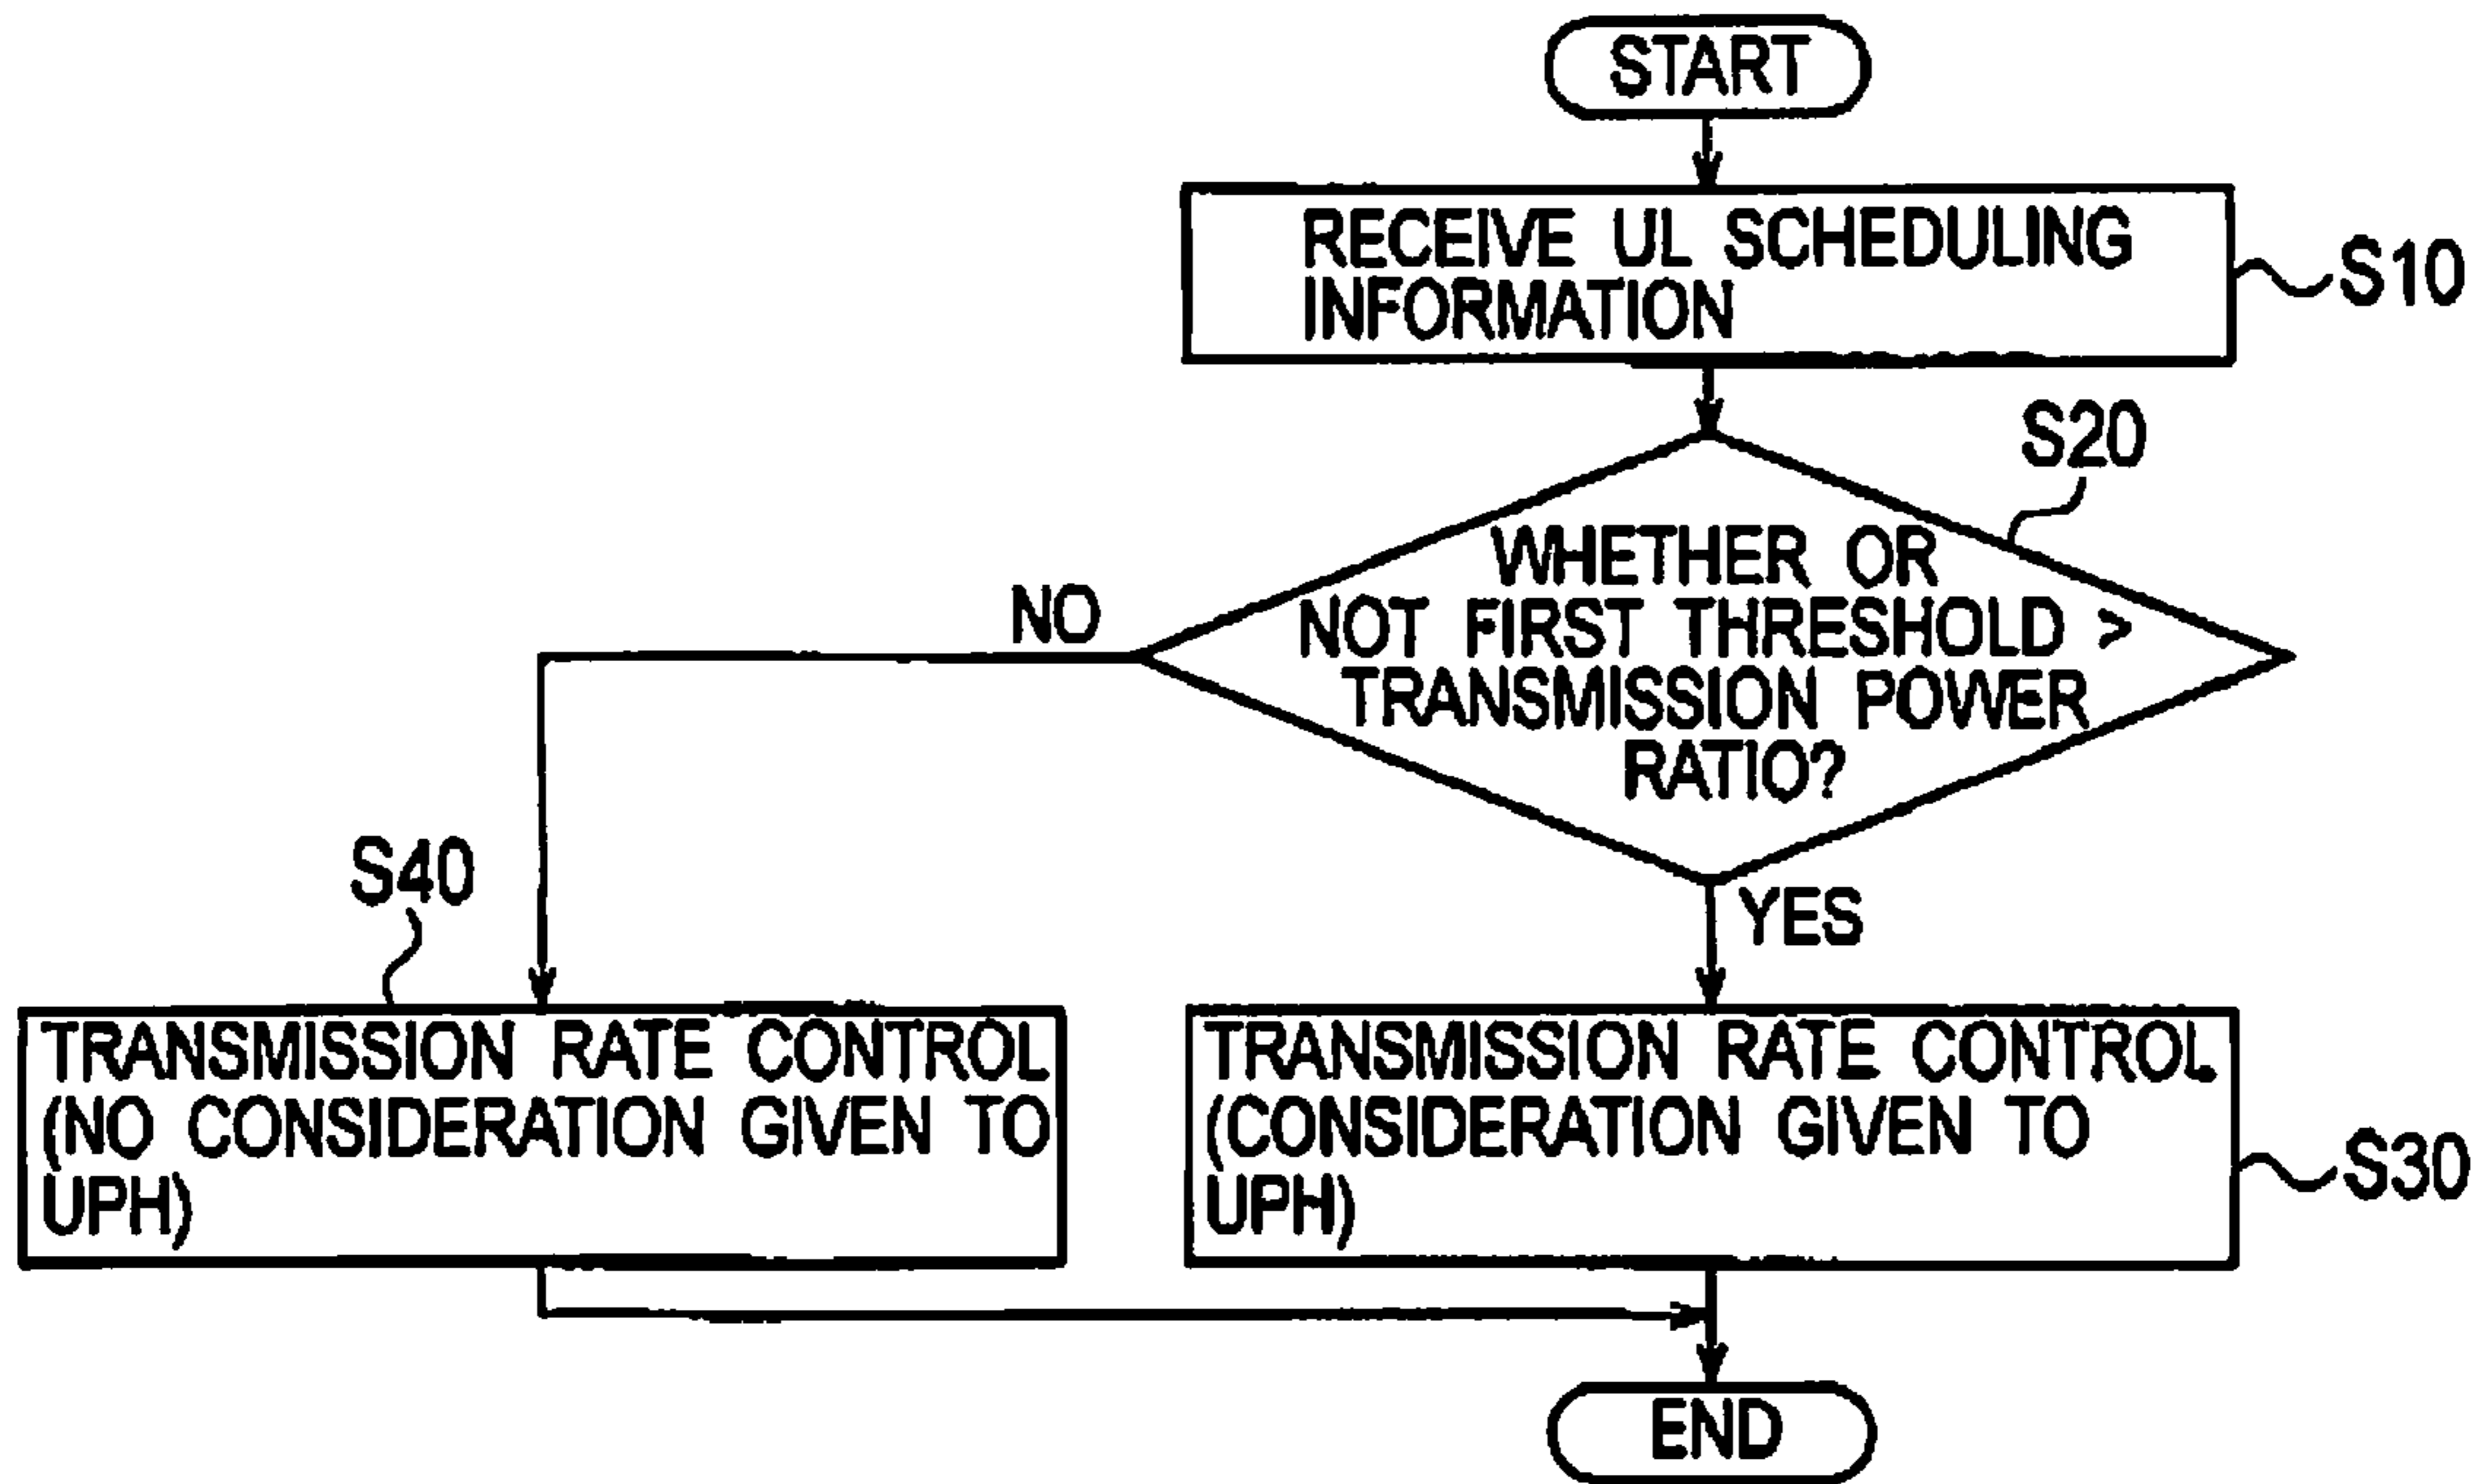 START
RECEIVE UL SCHEDULING
INFORMATION
S10
S20
WHETHER OR
NOT FIRST THRESHOLD >
TRANSMISSION POWER
RATIO?
NO
YES
S40
TRANSMISSION RATE CONTROL
(NO CONSIDERATION GIVEN TO
UPH)
TRANSMISSION RATE CONTROL
(CONSIDERATION GIVEN TO
UPH)
S30
END